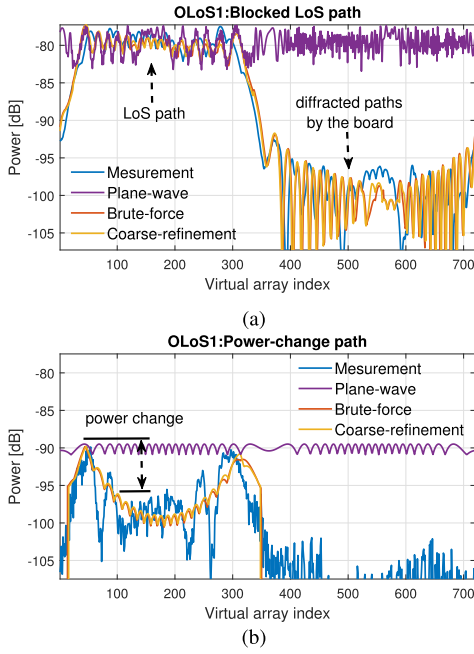 OLoS1:Blocked LoS path
-80
-85
-90
-95
-100
-105
Power [dB]
LoS path
diffracted paths
by the board
Mesurement
Plane-wave
Brute-force
Coarse-refinement
100 200 300 400 500 600 700
Virtual array index
(a)
OLoS1:Power-change path
-80
-85
-90
-95
-100
-105
Power [dB]
power change
Mesurement
Plane-wave
Brute-force
Coarse-refinement
100 200 300 400 500 600 700
Virtual array index
(b)